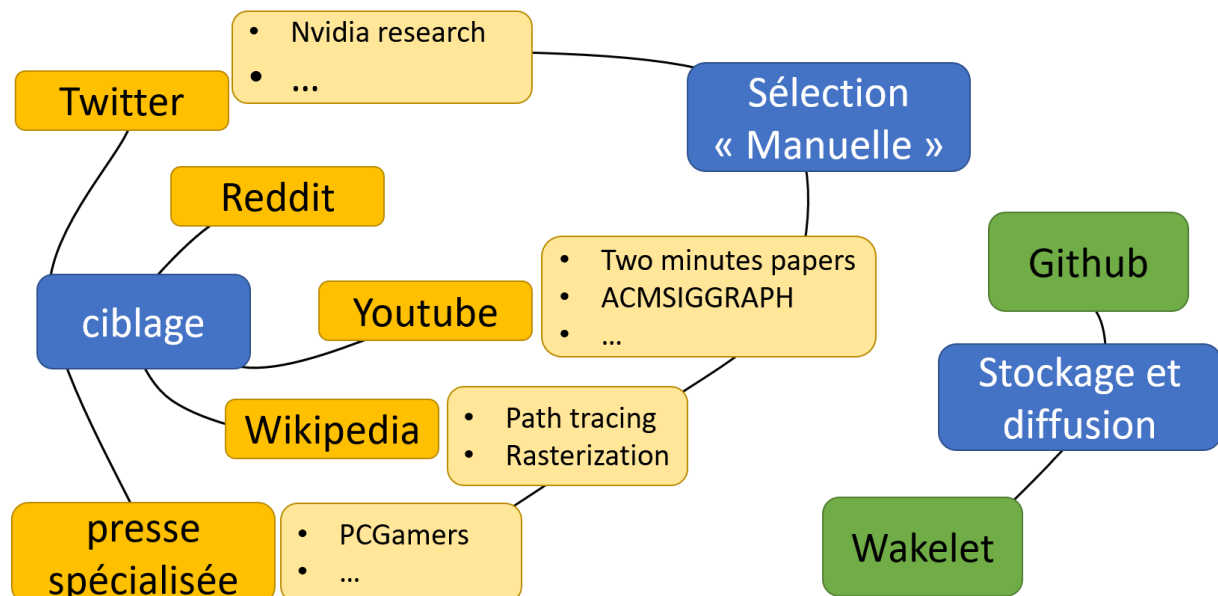 • Nvidia research
• ...
Twitter
Sélection
« Manuelle »
Reddit
• Two minutes papers
• ACMSIGGRAPH
• ...
Github
ciblage
Youtube
Stockage et
diffusion
Wikipedia
• Path tracing
• Rasterization
presse
spécialisée
• PCGamers
• ...
Wakelet